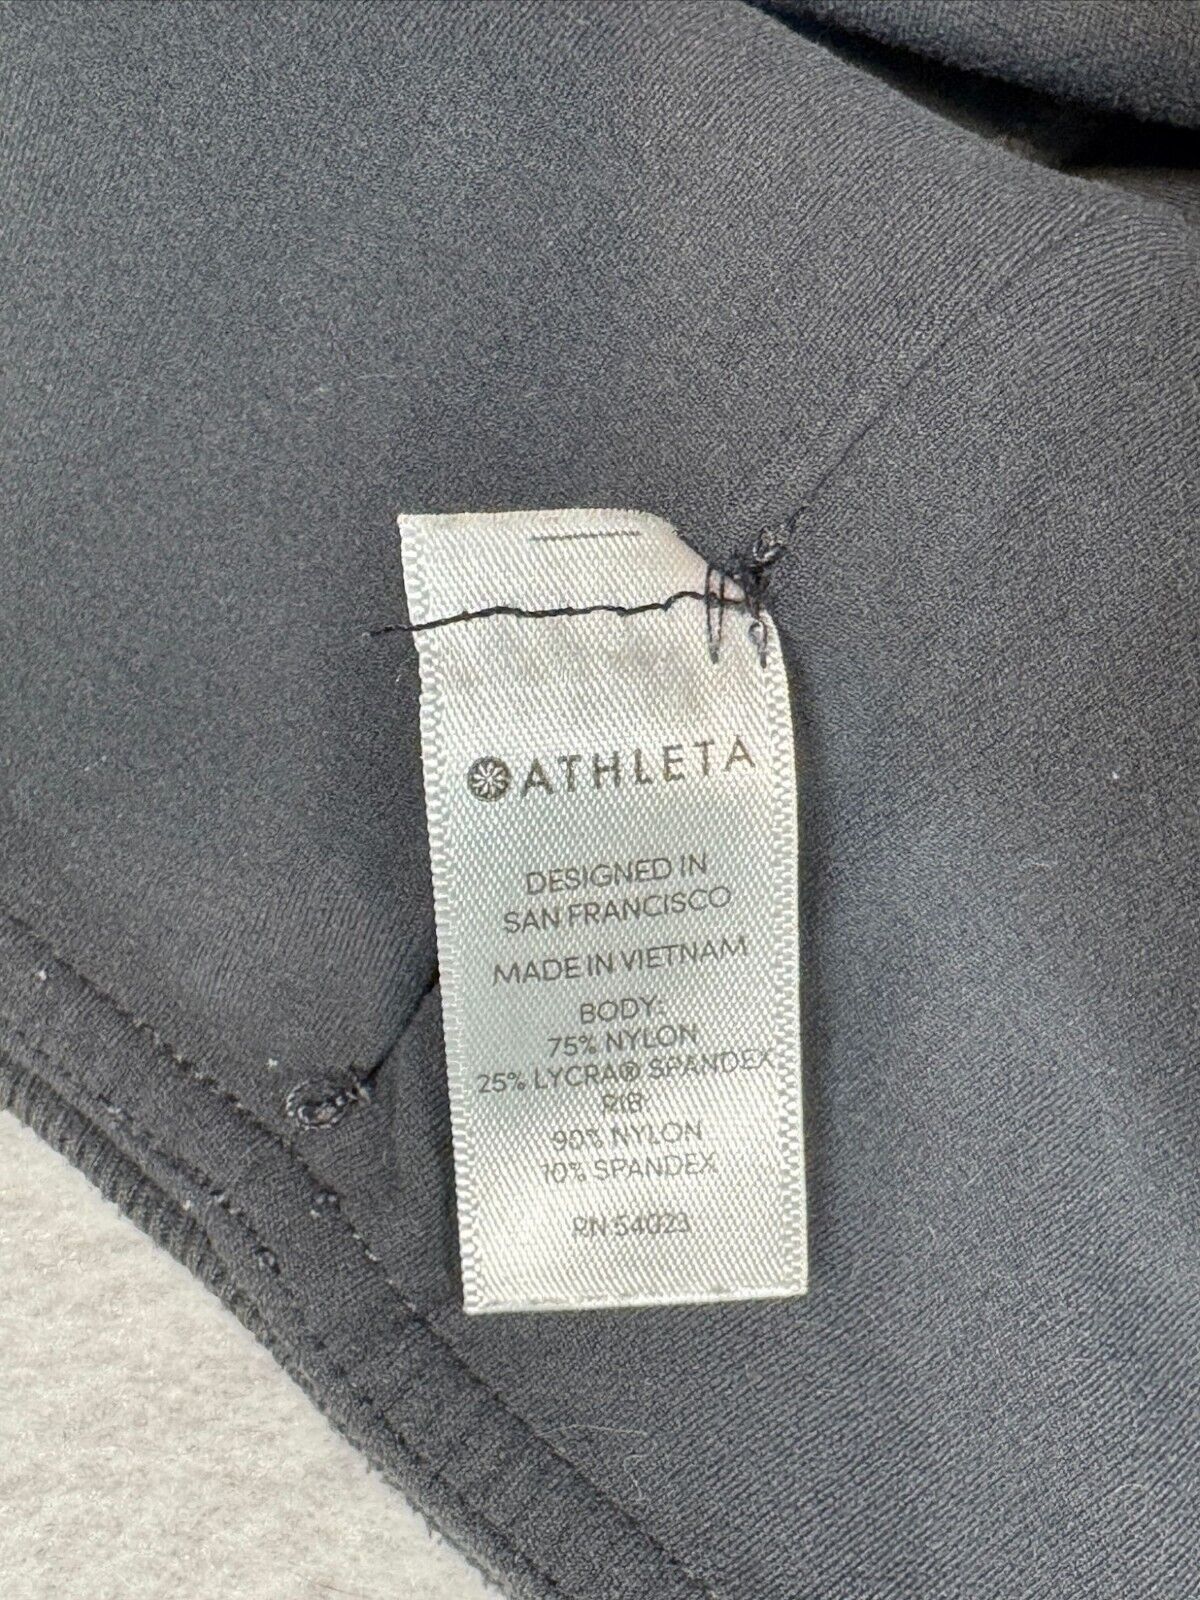 ATHLETA
DESIGNED IN
SAN FRANCISCO
MADE IN VIETNAM
BODY:
75% NYLON
25% LYCRA® SPANDEX
RIB:
90% NYLON
10% SPANDEX
RN 54023